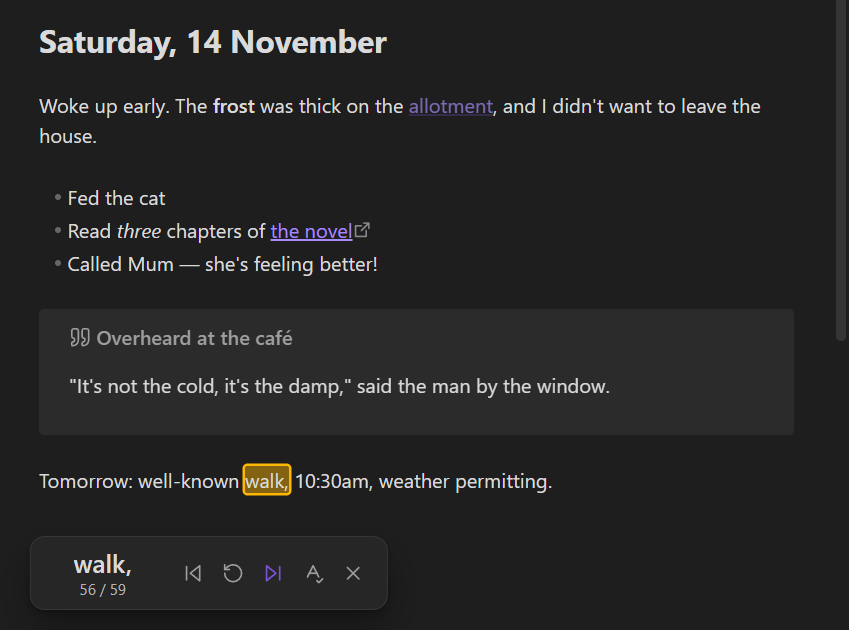 Saturday, 14 November
Woke up early. The frost was thick on the allotment, and I didn't want to leave the
house.
Fed the cat
Read three chapters of the novel
Called Mum — she's feeling better!
Overheard at the café
"It's not the cold, it's the damp," said the man by the window.
Tomorrow: well-known walk, 10:30am, weather permitting.
walk,
56 / 59